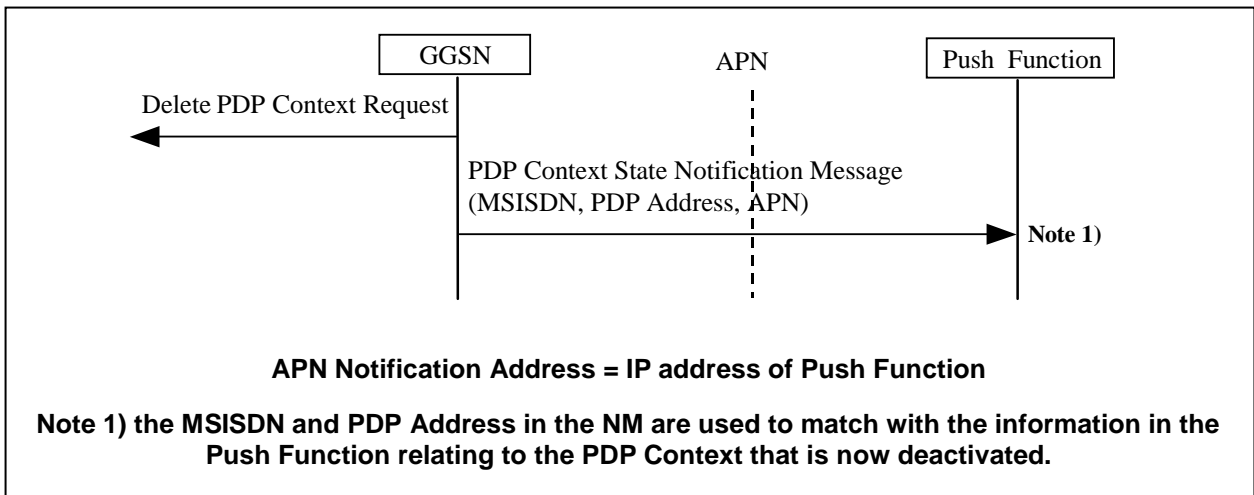 GGSN
APN
Push Function
Delete PDP Context Request
PDP Context State Notification Message
(MSISDN, PDP Address, APN)
Note 1)
APN Notification Address = IP address of Push Function
Note 1) the MSISDN and PDP Address in the NM are used to match with the information in the
Push Function relating to the PDP Context that is now deactivated.